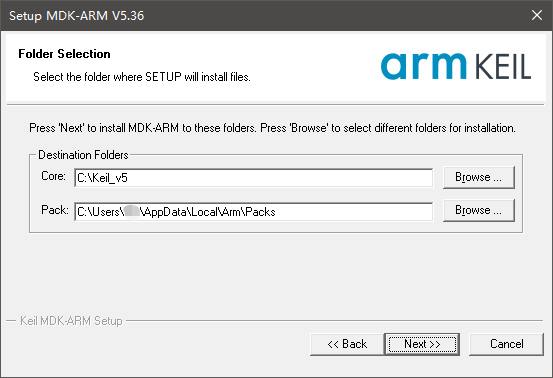 Setup MDK-ARM V5.36
Folder Selection
Select the folder where SETUP will install files.
arm KEIL
Press 'Next' to install MDK-ARM to these folders. Press 'Browse' to select different folders for installation.
Destination Folders
Core: C:\Keil_v5 Browse ...
Pack: C:\Users\ \AppData\Local\Arm\Packs Browse ...
Keil MDK-ARM Setup
<< Back Next >> Cancel